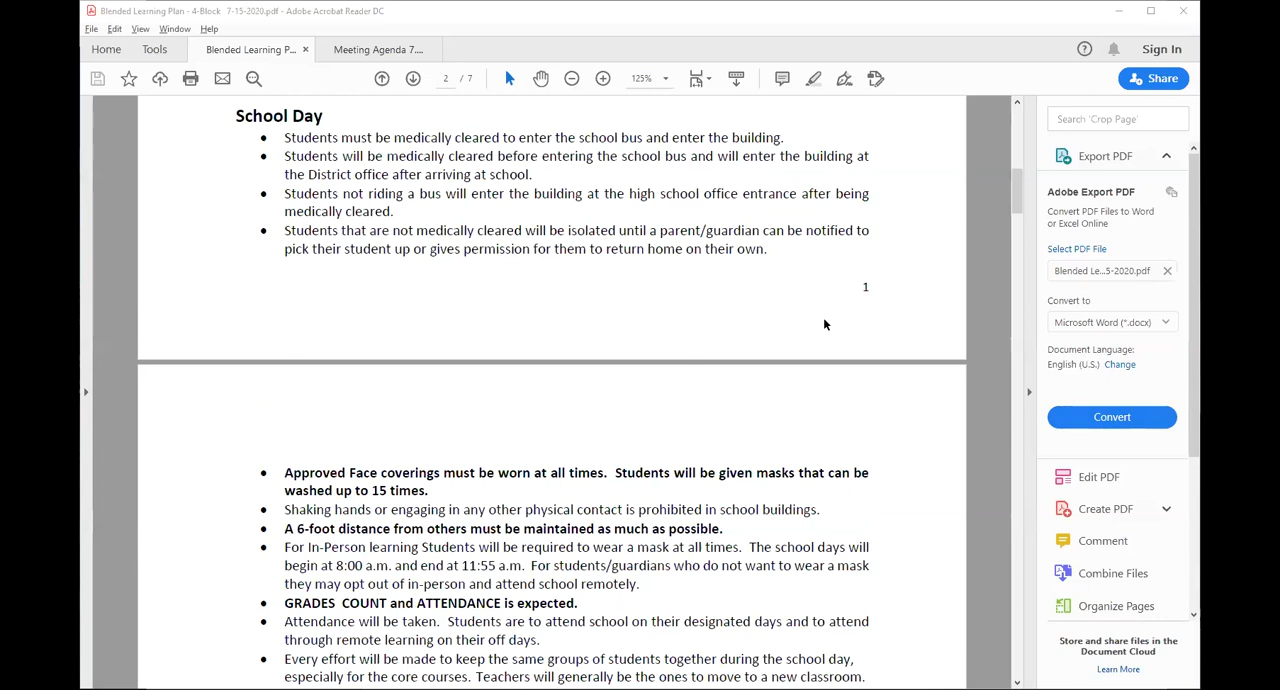 Blended Learning Plan - 4-Block   7-15-2020.pdf - Adobe Acrobat Reader DC
File Edit View Window Help
Home Tools Blended Learning P... × Meeting Agenda 7.... Sign In
2 / 7 125% Share
School Day
• Students must be medically cleared to enter the school bus and enter the building.
• Students will be medically cleared before entering the school bus and will enter the building at
the District office after arriving at school.
• Students not riding a bus will enter the building at the high school office entrance after being
medically cleared.
• Students that are not medically cleared will be isolated until a parent/guardian can be notified to
pick their student up or gives permission for them to return home on their own.
1
• Approved Face coverings must be worn at all times.  Students will be given masks that can be
washed up to 15 times.
• Shaking hands or engaging in any other physical contact is prohibited in school buildings.
• A 6-foot distance from others must be maintained as much as possible.
• For In-Person learning Students will be required to wear a mask at all times.  The school days will
begin at 8:00 a.m. and end at 11:55 a.m.  For students/guardians who do not want to wear a mask
they may opt out of in-person and attend school remotely.
• GRADES  COUNT and ATTENDANCE is expected.
• Attendance will be taken.  Students are to attend school on their designated days and to attend
through remote learning on their off days.
• Every effort will be made to keep the same groups of students together during the school day,
especially for the core courses. Teachers will generally be the ones to move to a new classroom.
Search 'Crop Page'
Export PDF
Adobe Export PDF
Convert PDF Files to Word
or Excel Online
Select PDF File
Blended Le...5-2020.pdf ×
Convert to
Microsoft Word (*.docx)
Document Language:
English (U.S.) Change
Convert
Edit PDF
Create PDF
Comment
Combine Files
Organize Pages
Store and share files in the
Document Cloud
Learn More